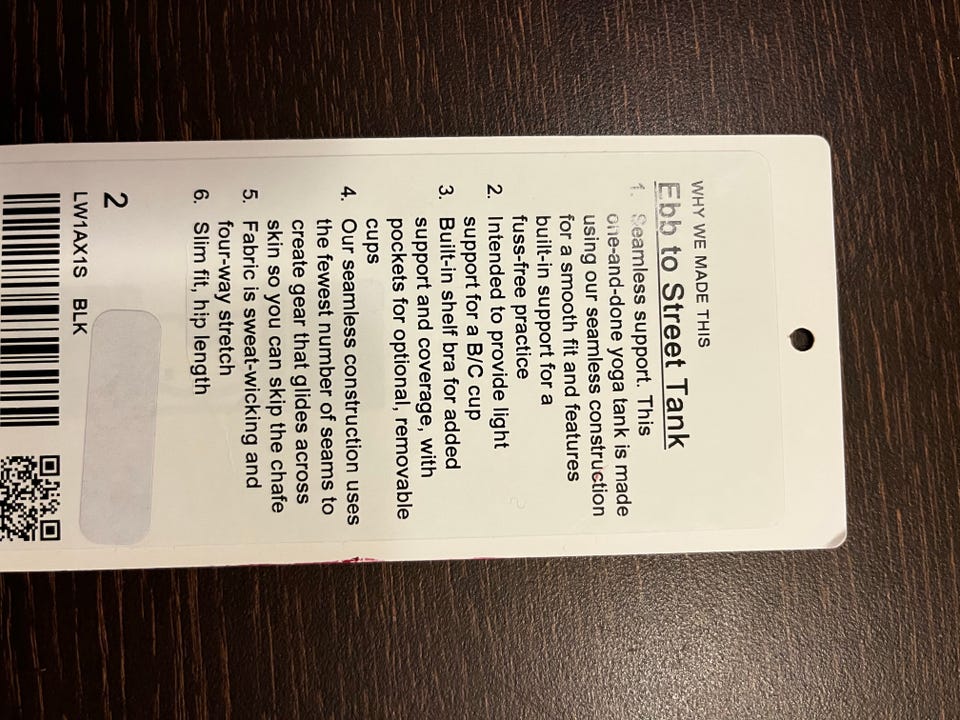 WHY WE MADE THIS
Ebb to Street Tank
1. Seamless support. This
one-and-done yoga tank is made
using our seamless construction
for a smooth fit and features
built-in support for a
fuss-free practice
2. Intended to provide light
support for a B/C cup
3. Built-in shelf bra for added
support and coverage, with
pockets for optional, removable
cups
4. Our seamless construction uses
the fewest number of seams to
create gear that glides across
skin so you can skip the chafe
5. Fabric is sweat-wicking and
four-way stretch
6. Slim fit, hip length
2
LW1AX1S BLK